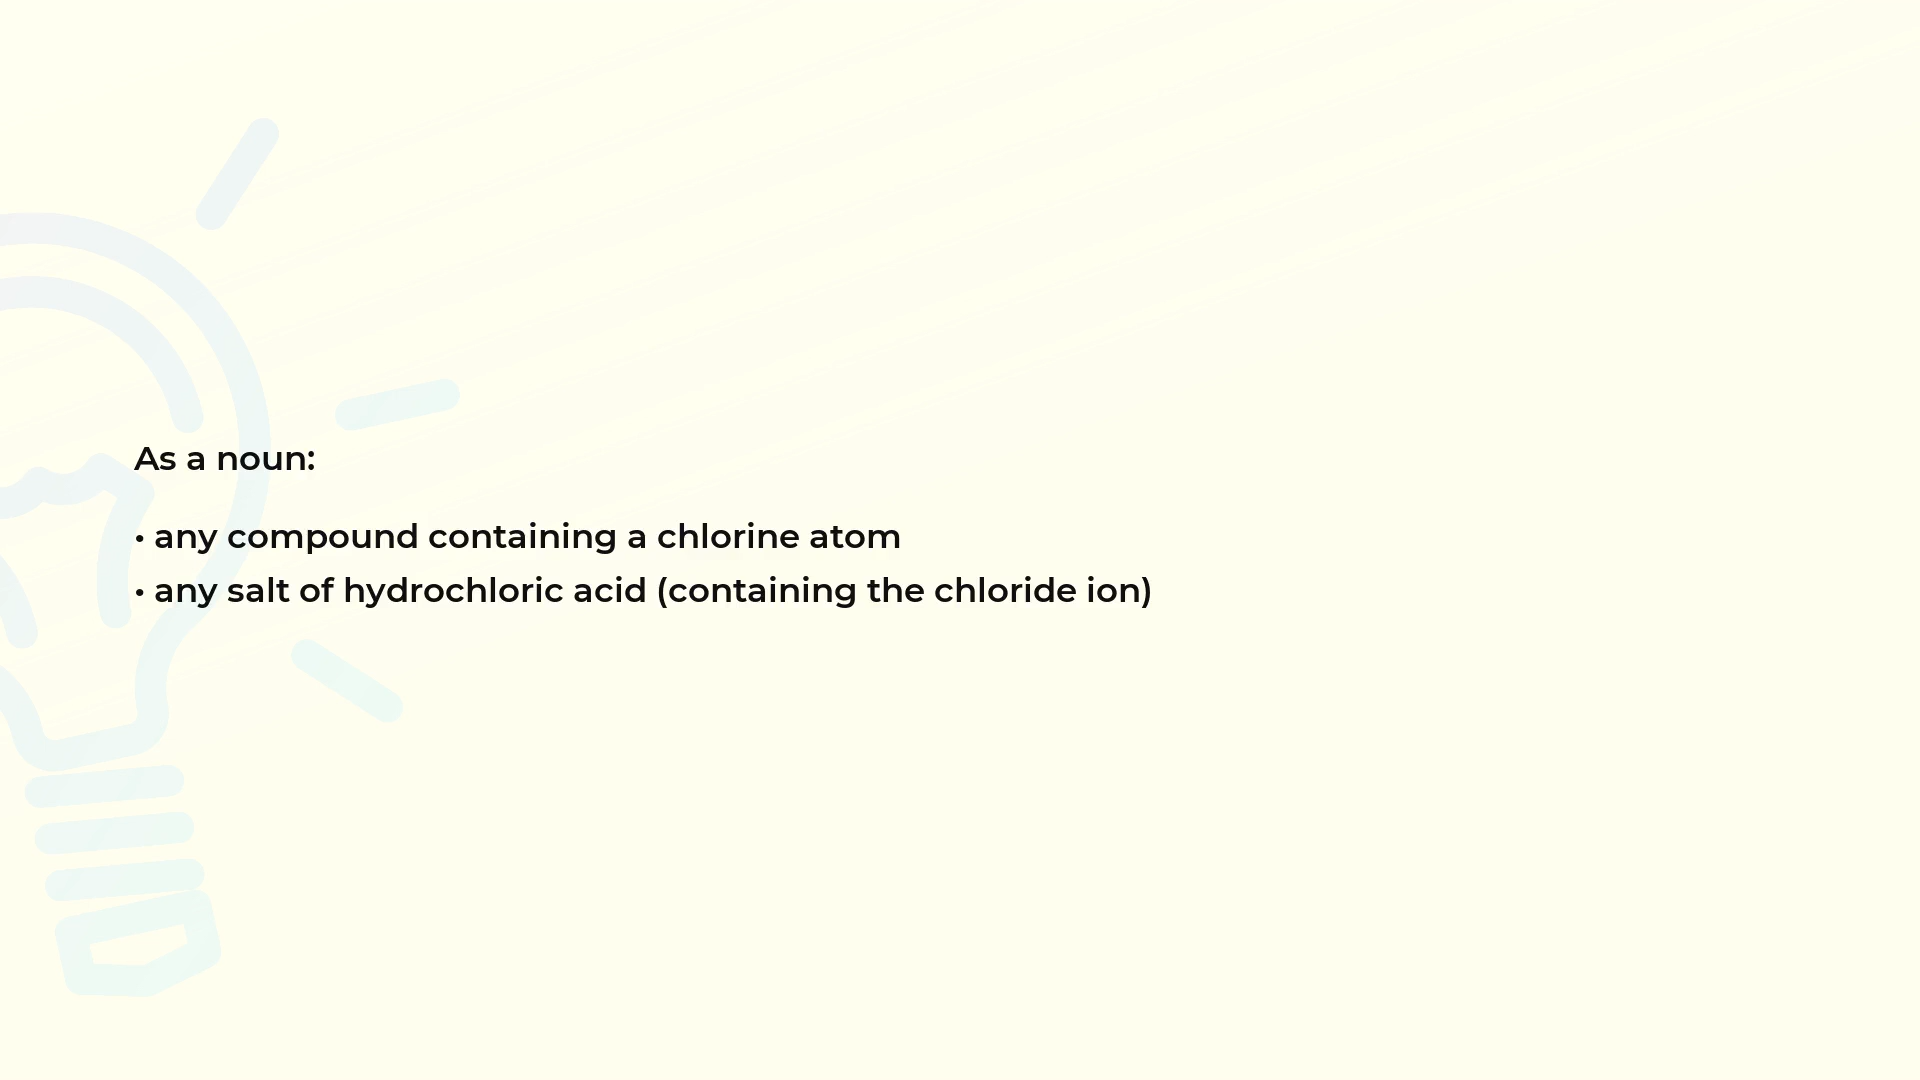 As a noun:
• any compound containing a chlorine atom
• any salt of hydrochloric acid (containing the chloride ion)